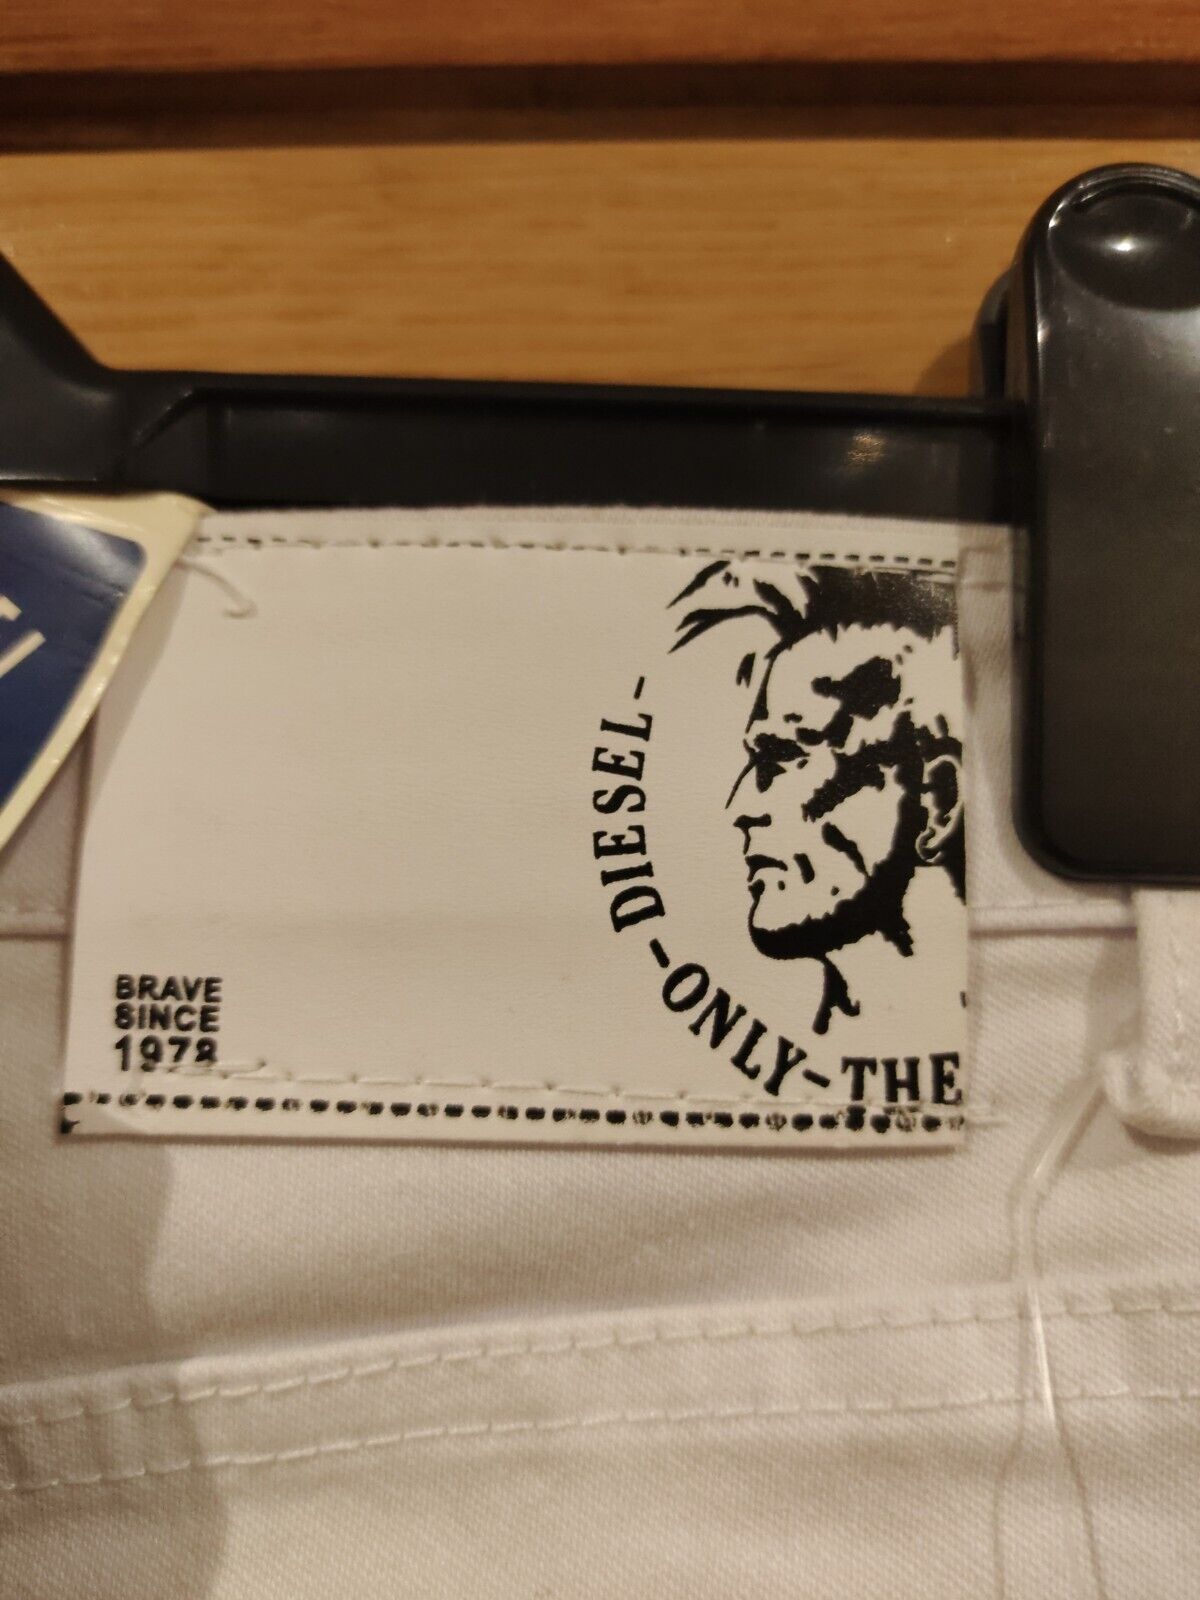 -DIESEL-
-ONLY-THE
BRAVE
SINCE
1978